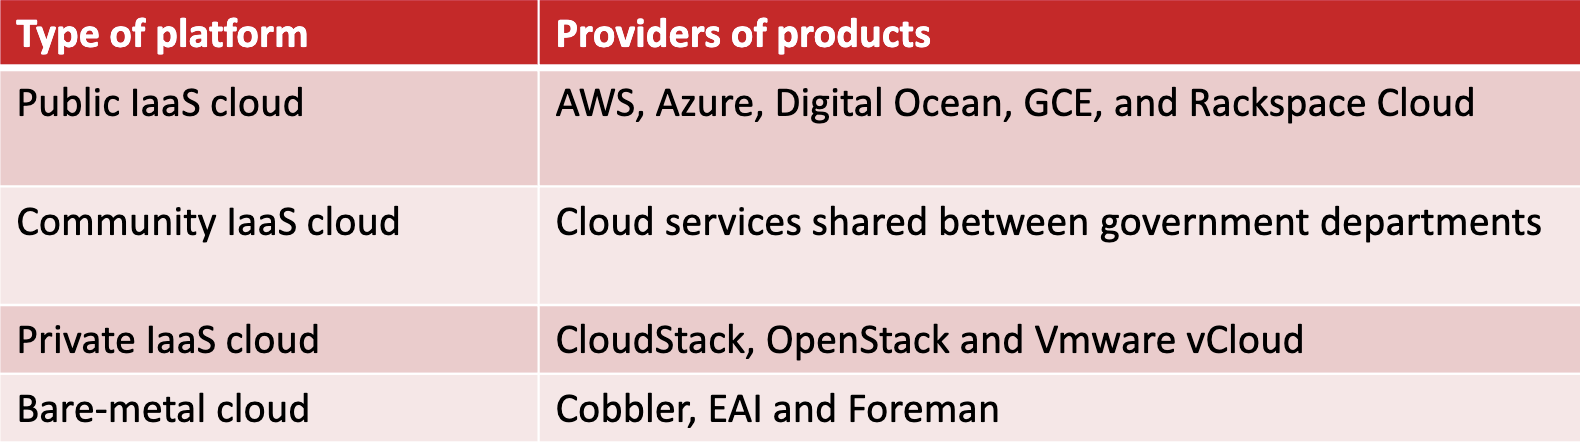 Type of platform
Providers of products
Public IaaS cloud
AWS, Azure, Digital Ocean, GCE, and Rackspace Cloud
Community IaaS cloud
Cloud services shared between government departments
Private IaaS cloud
CloudStack, OpenStack and Vmware vCloud
Bare-metal cloud
Cobbler, EAI and Foreman